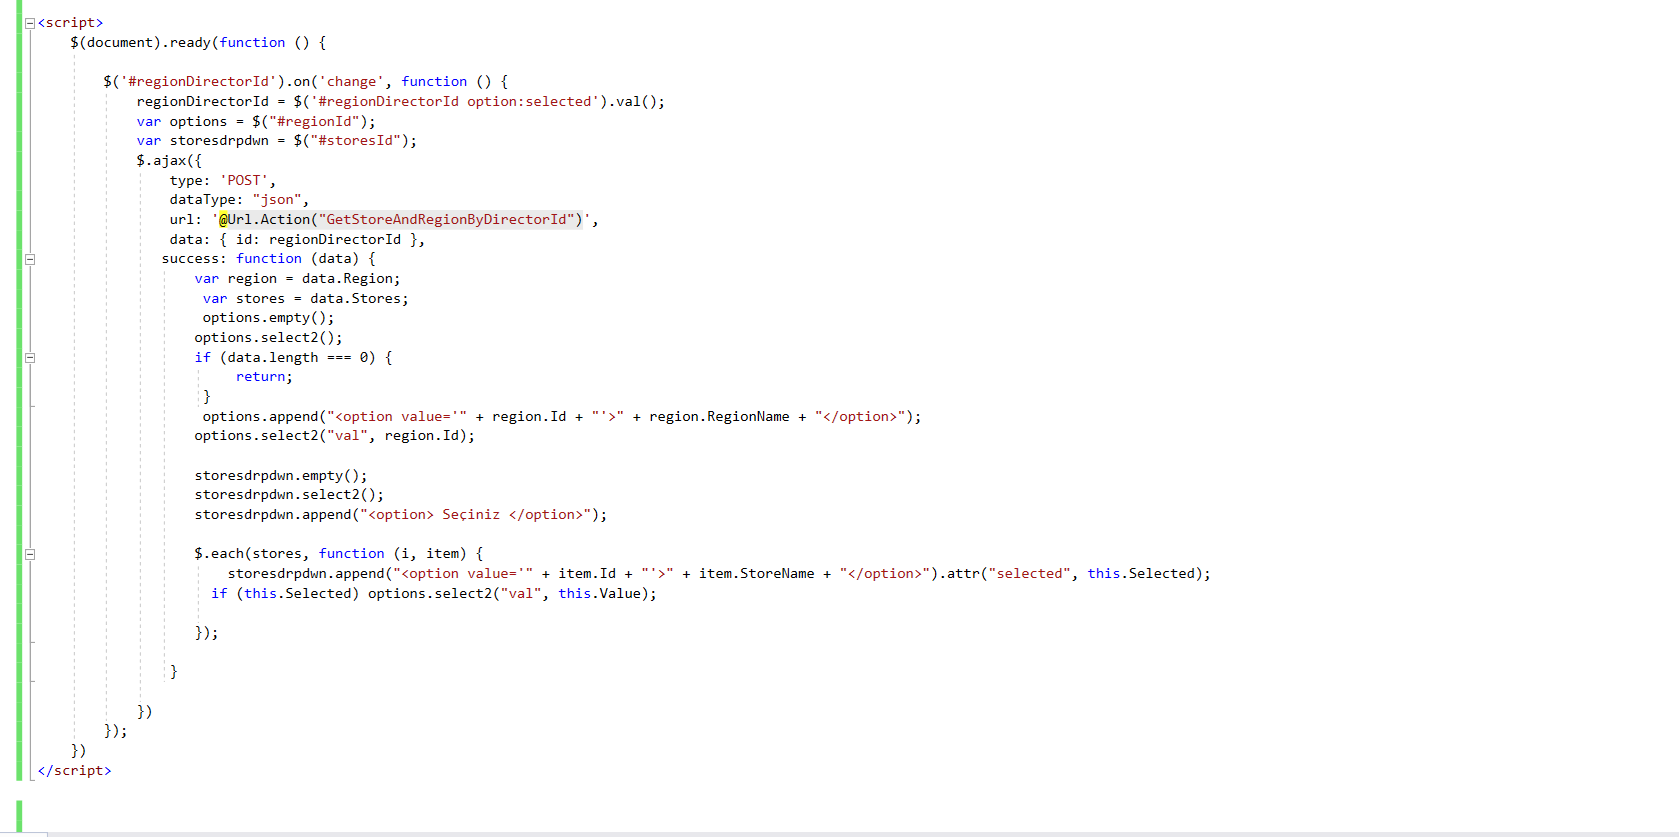 <script>
$(document).ready(function () {
$('#regionDirectorId').on('change', function () {
regionDirectorId = $('#regionDirectorId option:selected').val();
var options = $("#regionId");
var storesdrpdwn = $("#storesId");
$.ajax({
type: 'POST',
dataType: "json",
url: '@Url.Action("GetStoreAndRegionByDirectorId")',
data: { id: regionDirectorId },
success: function (data) {
var region = data.Region;
var stores = data.Stores;
options.empty();
options.select2();
if (data.length === 0) {
return;
}
options.append("<option value='" + region.Id + "'>" + region.RegionName + "</option>");
options.select2("val", region.Id);
storesdrpdwn.empty();
storesdrpdwn.select2();
storesdrpdwn.append("<option> Seçiniz </option>");
$.each(stores, function (i, item) {
storesdrpdwn.append("<option value='" + item.Id + "'>" + item.StoreName + "</option>").attr("selected", this.Selected);
if (this.Selected) options.select2("val", this.Value);
});
}
})
});
})
</script>